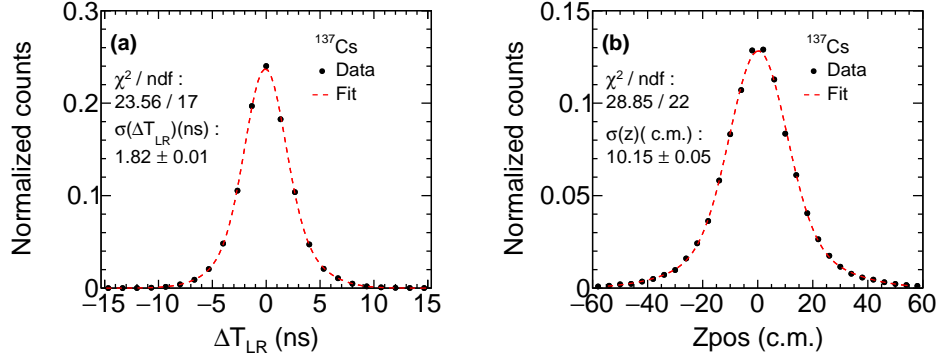 (a)
¹³⁷Cs
Data
Fit
χ² / ndf :
23.56 / 17
σ(ΔT_LR)(ns) :
1.82 ± 0.01
Normalized counts
0.3
0.2
0.1
0
−15 −10 −5 0 5 10 15
ΔT_LR (ns)
(b)
¹³⁷Cs
Data
Fit
χ² / ndf :
28.85 / 22
σ(z)( c.m.) :
10.15 ± 0.05
Normalized counts
0.15
0.1
0.05
0
−60 −40 −20 0 20 40 60
Zpos (c.m.)